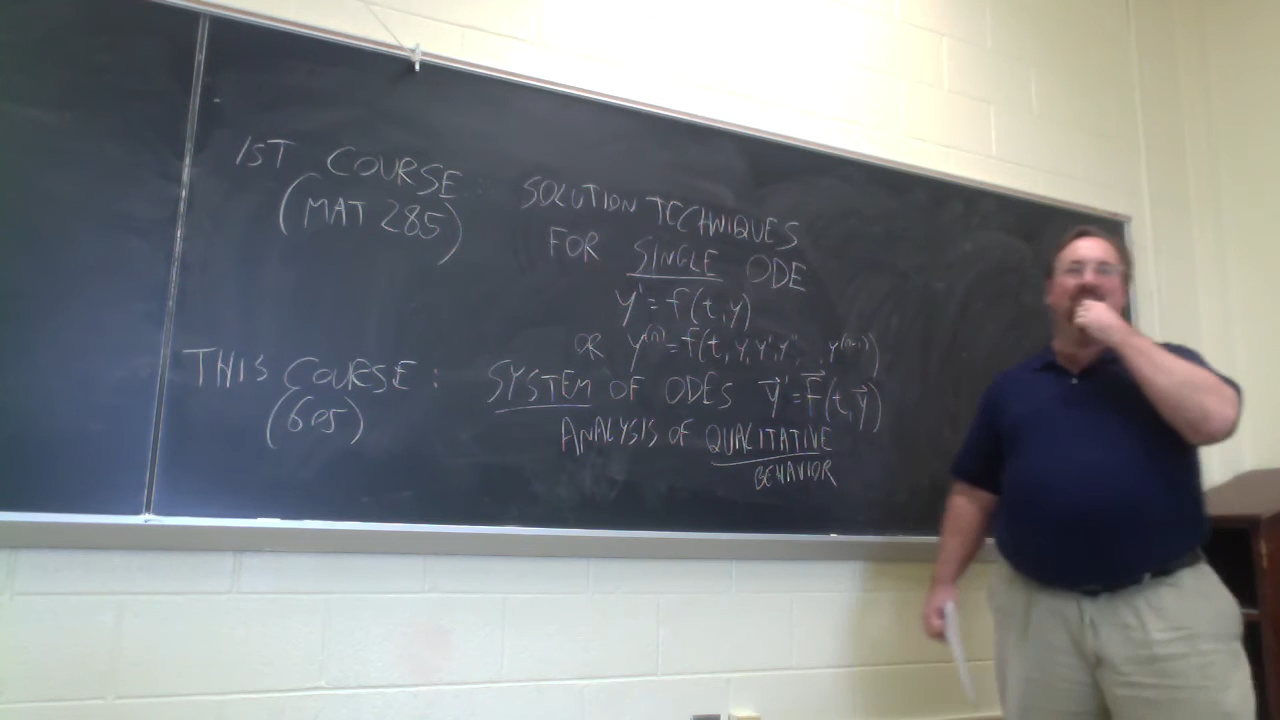 1ST COURSE : SOLUTION TECHNIQUES
(MAT 285) FOR SINGLE ODE
y' = f(t,y)
OR y⁽ⁿ⁾ = f(t, y, y', y'', ..., y⁽ⁿ⁻¹⁾)
THIS COURSE : SYSTEM OF ODES y⃗' = F⃗(t, y⃗)
(605) ANALYSIS OF QUALITATIVE
BEHAVIOR